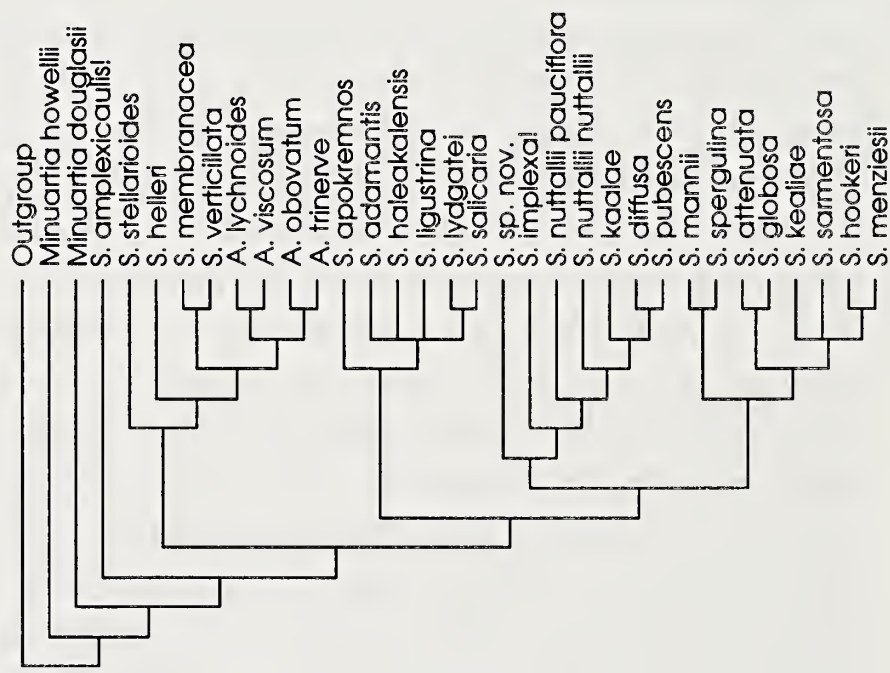 Outgroup
Minuartia howellii
Minuartia douglasii
S. amplexicaulis!
S. stellarioides
S. helleri
S. membranacea
S. verticillata
A. lychnoides
A. viscosum
A. obovatum
A. trinerve
S. apokremnos
S. adamantis
S. haleakalensis
S. ligustrina
S. lydgatei
S. salicaria
S. sp. nov.
S. implexa!
S. nuttallii pauciflora
S. nuttallii nuttallii
S. kaalae
S. diffusa
S. pubescens
S. mannii
S. spergulina
S. attenuata
S. globosa
S. kealiae
S. sarmentosa
S. hookeri
S. menziesii